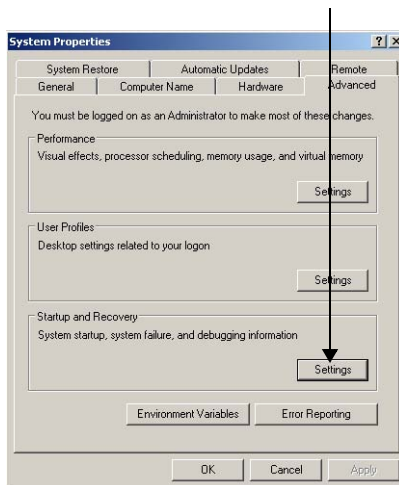 System Properties
System Restore Automatic Updates Remote
General Computer Name Hardware Advanced
You must be logged on as an Administrator to make most of these changes.
Performance
Visual effects, processor scheduling, memory usage, and virtual memory
Settings
User Profiles
Desktop settings related to your logon
Settings
Startup and Recovery
System startup, system failure, and debugging information
Settings
Environment Variables Error Reporting
OK Cancel Apply